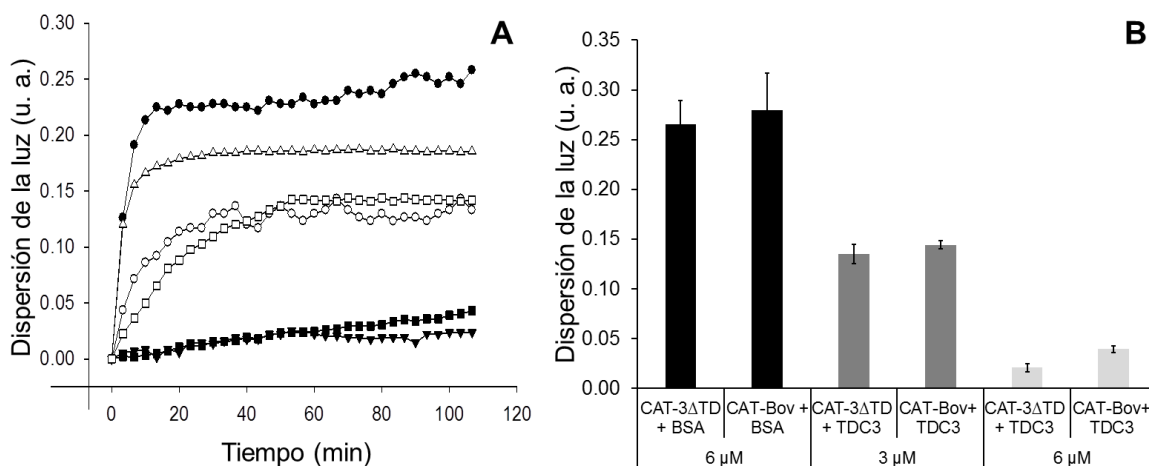 A
Dispersión de la luz (u. a.)
0.30
0.25
0.20
0.15
0.10
0.05
0.00
0 20 40 60 80 100 120
Tiempo (min)
B
Dispersión de la luz (u. a.)
0.35
0.30
0.25
0.20
0.15
0.10
0.05
0.00
CAT-3ΔTD
+ BSA
CAT-Bov +
BSA
CAT-3ΔTD
+ TDC3
CAT-Bov+
TDC3
CAT-3ΔTD
+ TDC3
CAT-Bov+
TDC3
6 µM
3 µM
6 µM